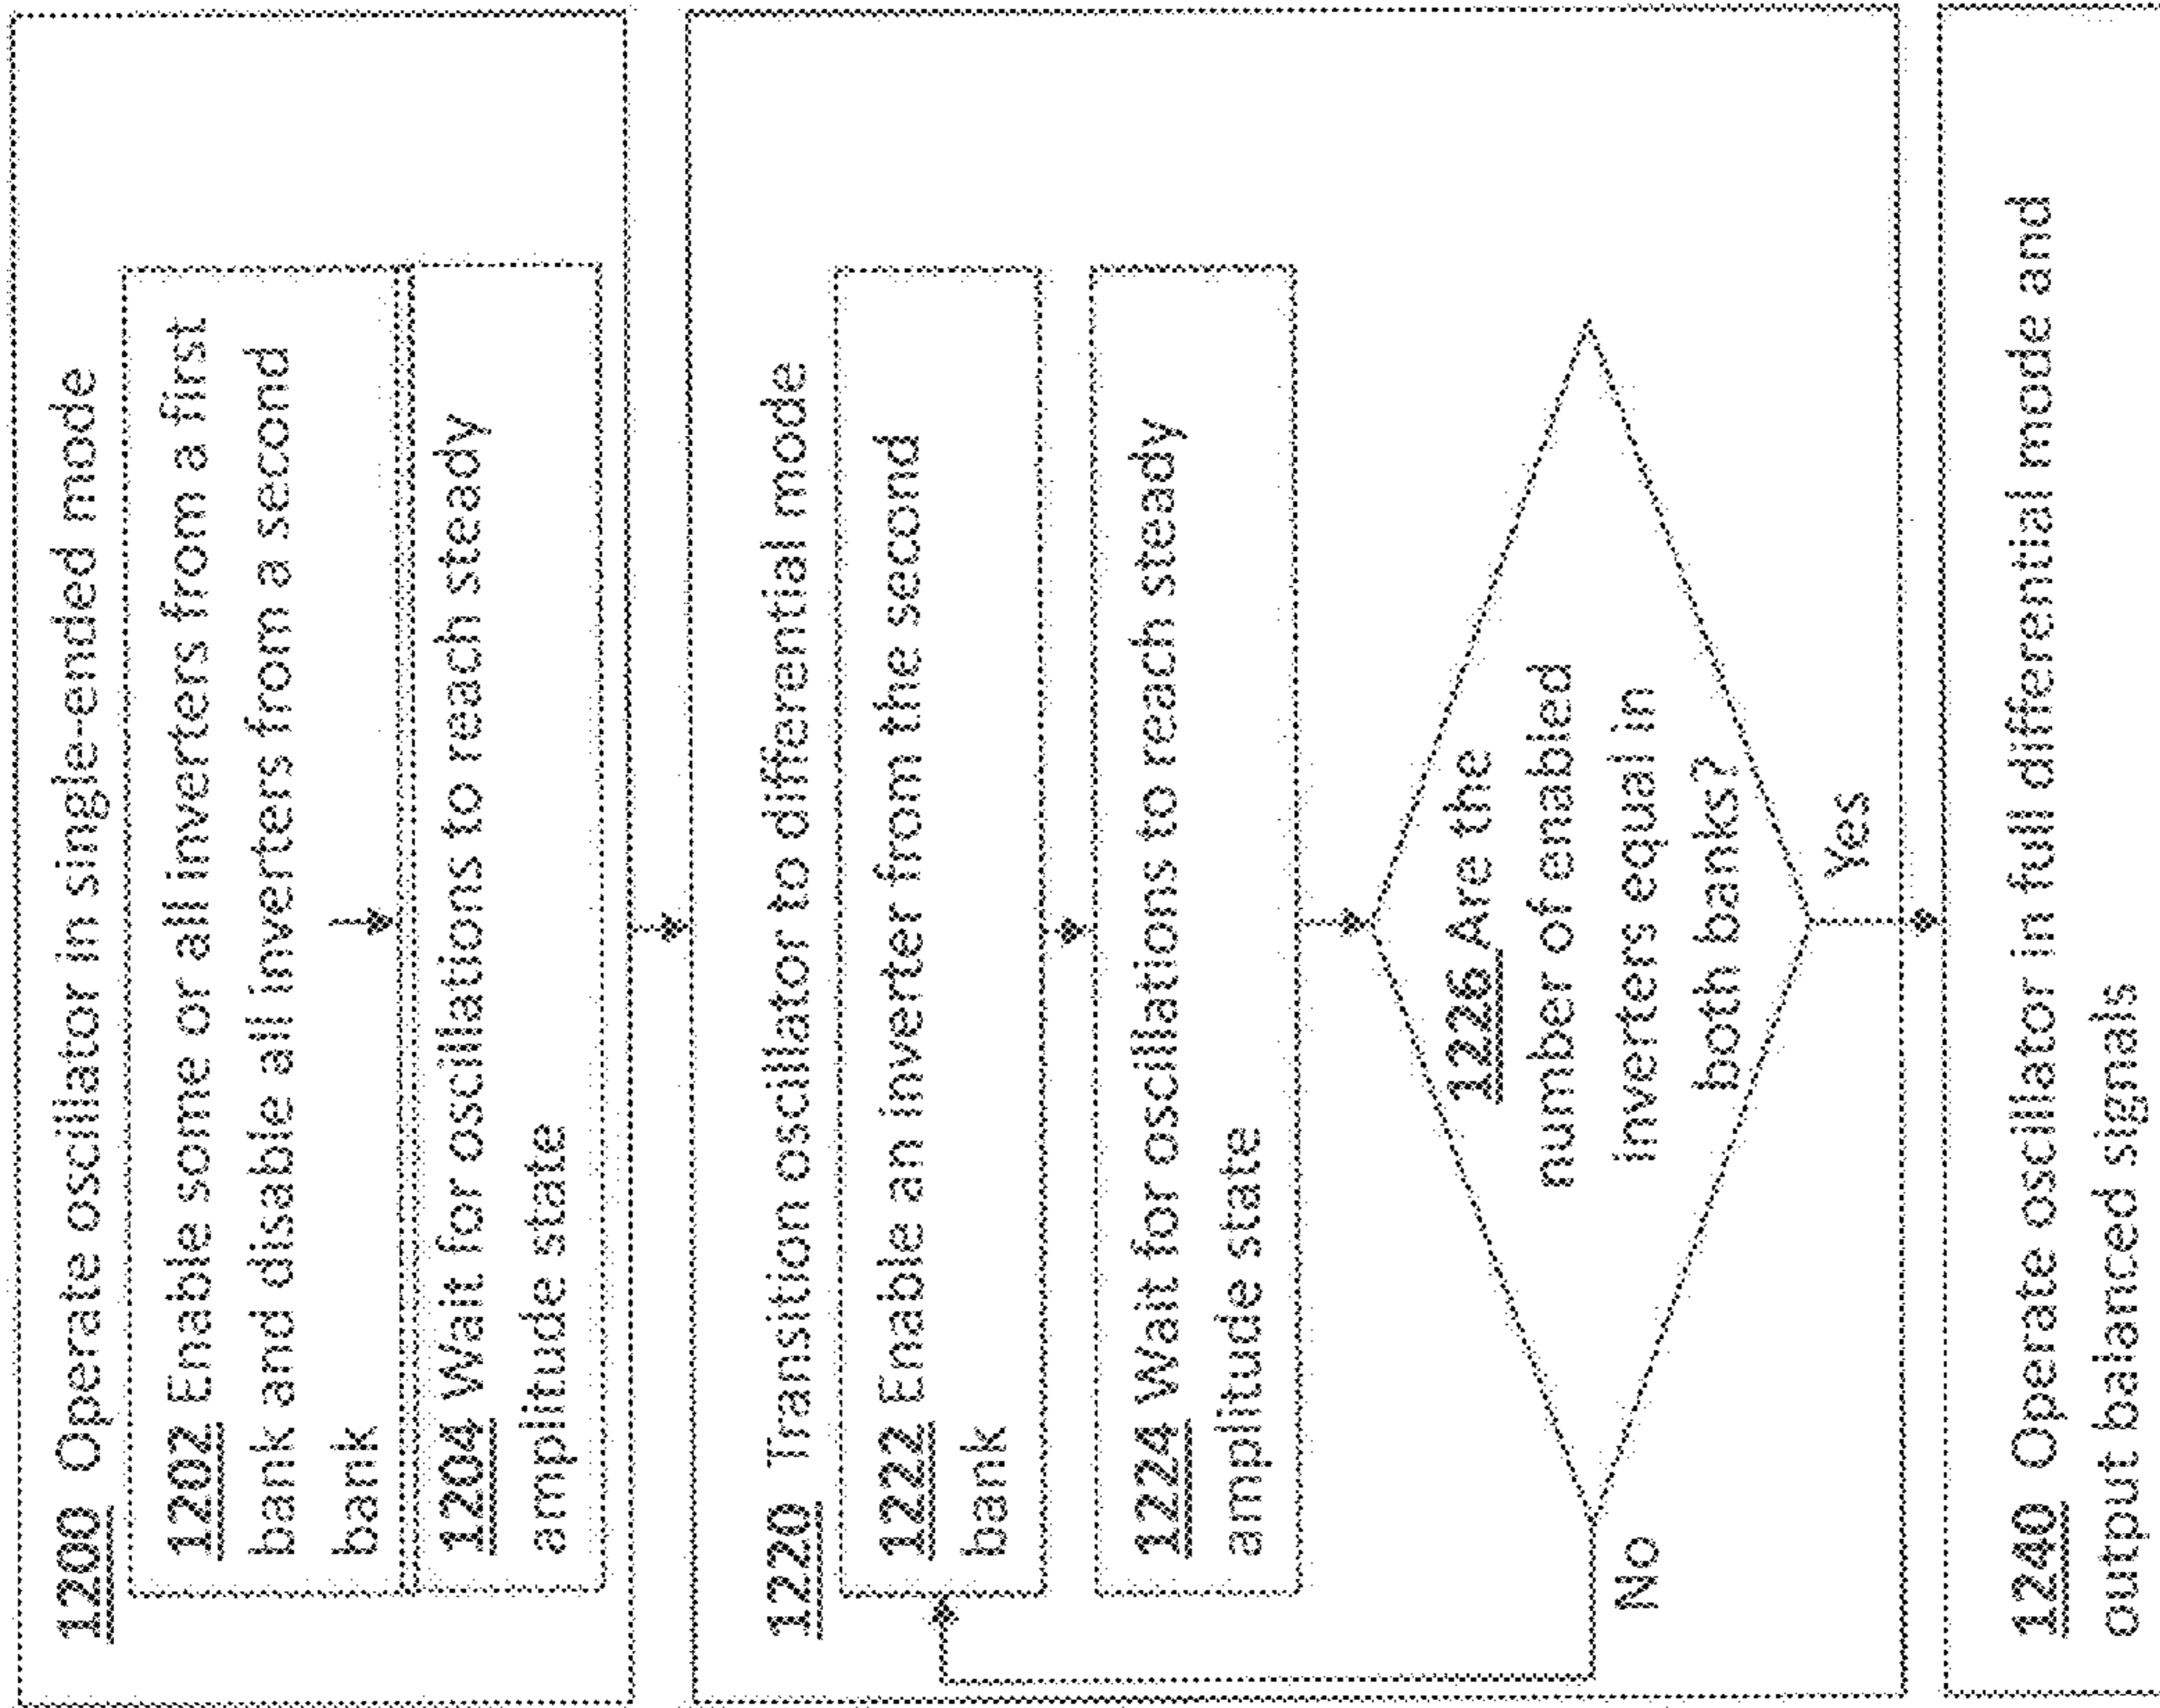 1200 Operate oscillator in single-ended mode
1202 Enable some or all inverters from a first
bank and disable all inverters from a second
bank
1204 Wait for oscillations to reach steady
amplitude state
1220 Transition oscillator to differential mode
1222 Enable an inverter from the second
bank
1224 Wait for oscillations to reach steady
amplitude state
1226 Are the
number of enabled
inverters equal in
both banks?
No
Yes
1240 Operate oscillator in full differential mode and
output balanced signals